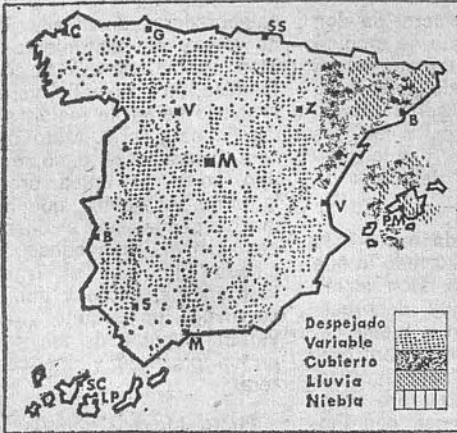 C
G
SS
V
Z
B
M
V
PM
B
S
M
SC
LP
Despejado
Variable
Cubierto
Lluvia
Niebla